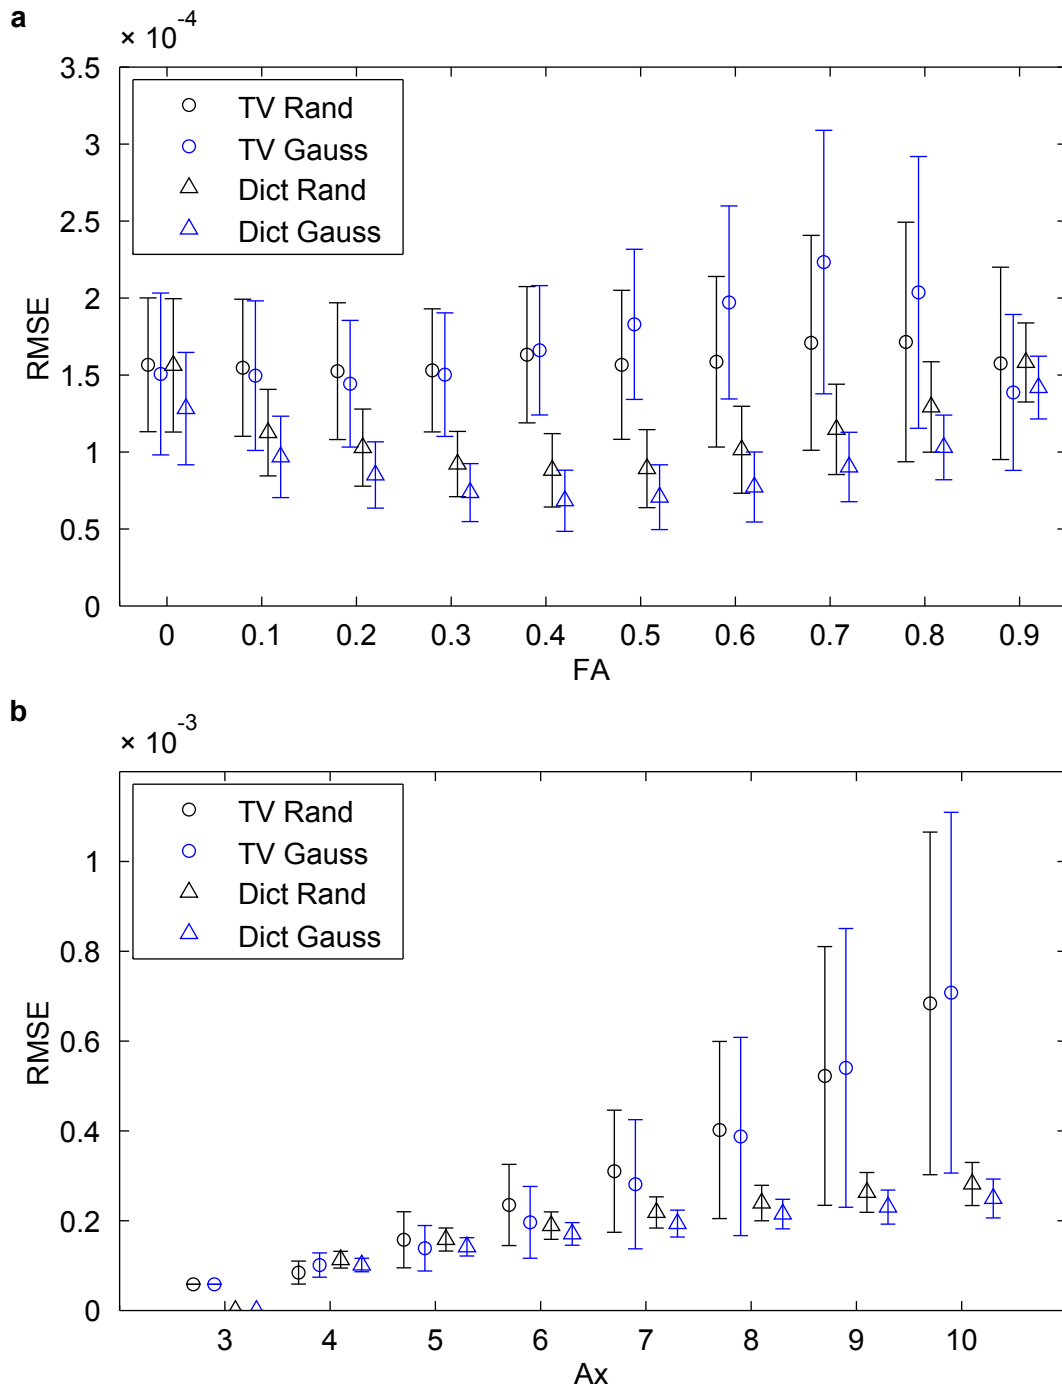 a
× 10⁻⁴
3.5
3
2.5
2
1.5
1
0.5
0
RMSE
TV Rand
TV Gauss
Dict Rand
Dict Gauss
0 0.1 0.2 0.3 0.4 0.5 0.6 0.7 0.8 0.9
FA
b
× 10⁻³
1
0.8
0.6
0.4
0.2
0
RMSE
TV Rand
TV Gauss
Dict Rand
Dict Gauss
3 4 5 6 7 8 9 10
Ax